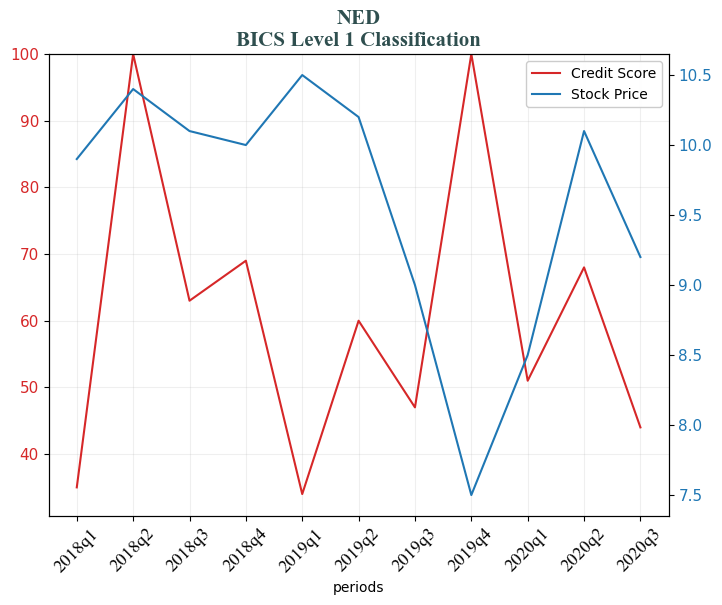 NED
BICS Level 1 Classification
Credit Score
Stock Price
100
90
80
70
60
50
40
10.5
10.0
9.5
9.0
8.5
8.0
7.5
2018q1
2018q2
2018q3
2018q4
2019q1
2019q2
2019q3
2019q4
2020q1
2020q2
2020q3
periods